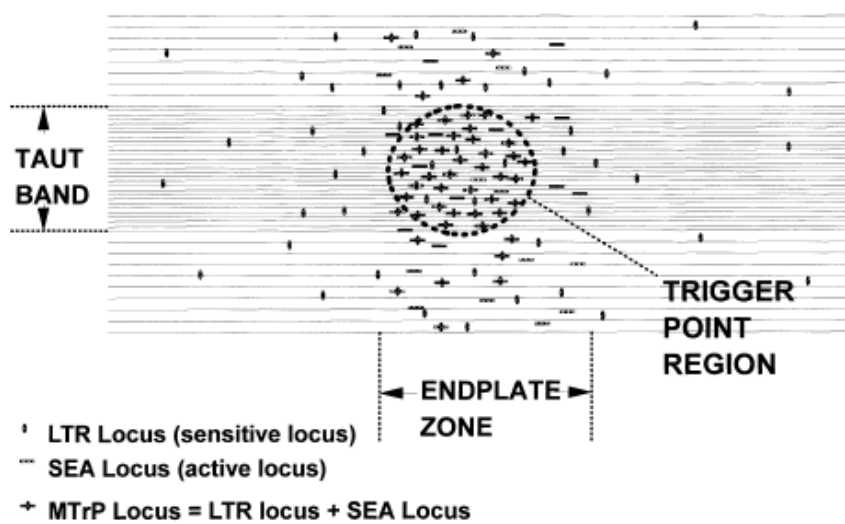 TAUT
BAND
TRIGGER
POINT
REGION
ENDPLATE
ZONE
LTR Locus (sensitive locus)
SEA Locus (active locus)
MTrP Locus = LTR locus + SEA Locus